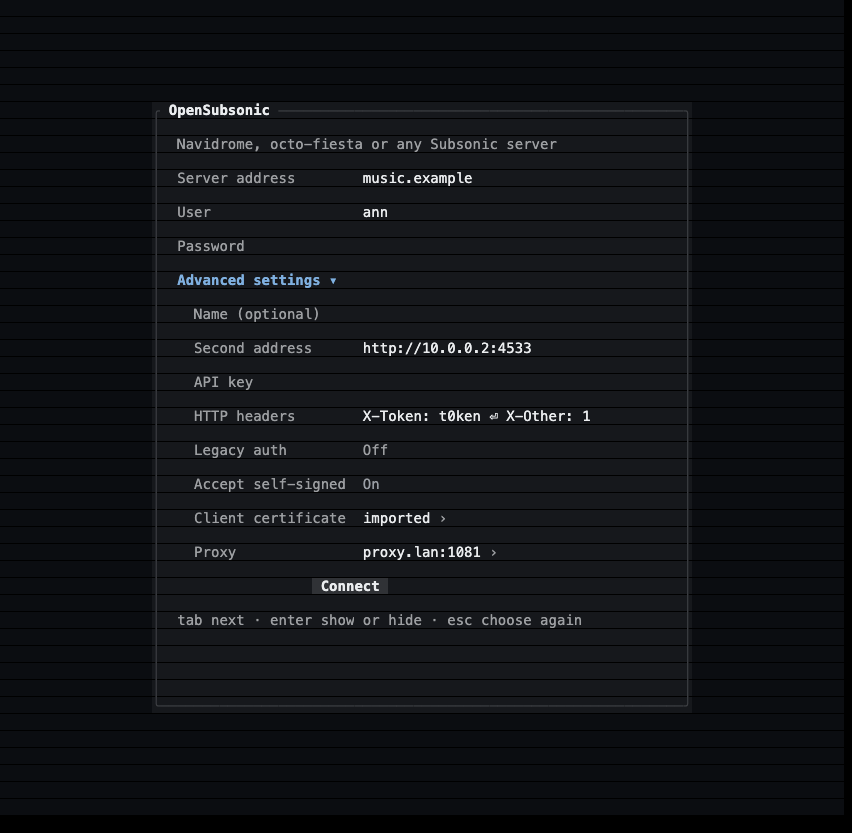 OpenSubsonic
Navidrome, octo-fiesta or any Subsonic server
Server address music.example
User ann
Password
Advanced settings ▾
Name (optional)
Second address http://10.0.0.2:4533
API key
HTTP headers X-Token: t0ken ⏎ X-Other: 1
Legacy auth Off
Accept self-signed On
Client certificate imported ›
Proxy proxy.lan:1081 ›
Connect
tab next · enter show or hide · esc choose again